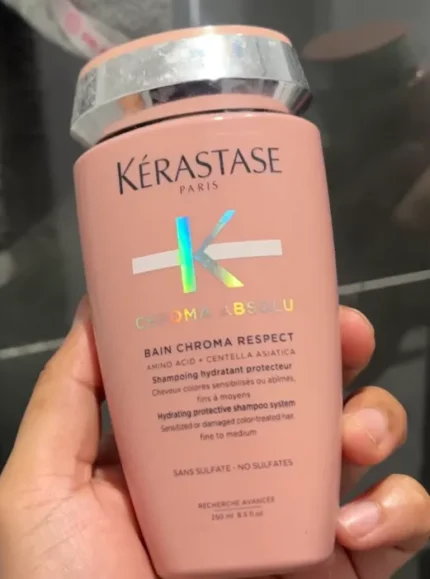 KÉRASTASE
PARIS
K
CHROMA ABSOLU
BAIN CHROMA RESPECT
AMINO ACID + CENTELLA ASIATICA
Shampoing hydratant protecteur
Cheveux colorés sensibilisés ou abîmés,
fins à moyens
Hydrating protective shampoo system
Sensitized or damaged color-treated hair,
fine to medium
SANS SULFATE - NO SULFATES
RECHERCHE AVANCÉE
250 ml 8.5 fl.oz